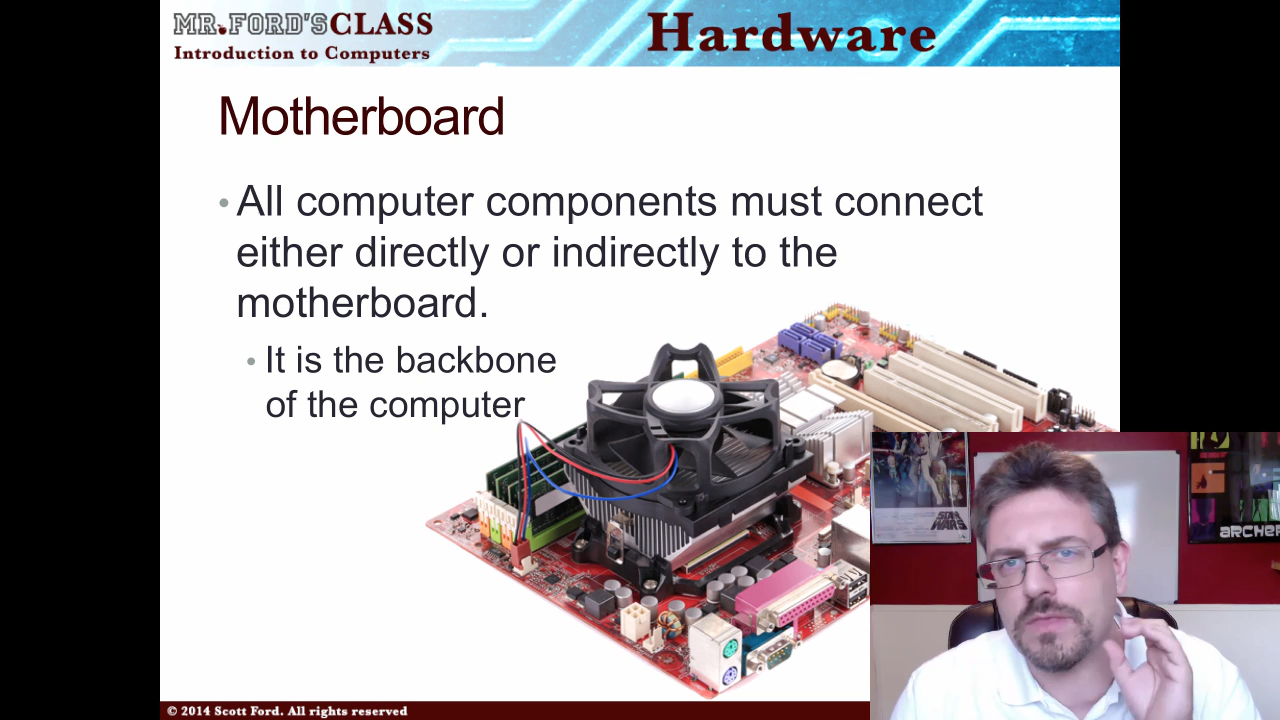 MR.FORD'S CLASS
Introduction to Computers
Hardware
Motherboard
• All computer components must connect
either directly or indirectly to the
motherboard.
• It is the backbone
of the computer
STAR
WARS
ARCHER
© 2014 Scott Ford. All rights reserved